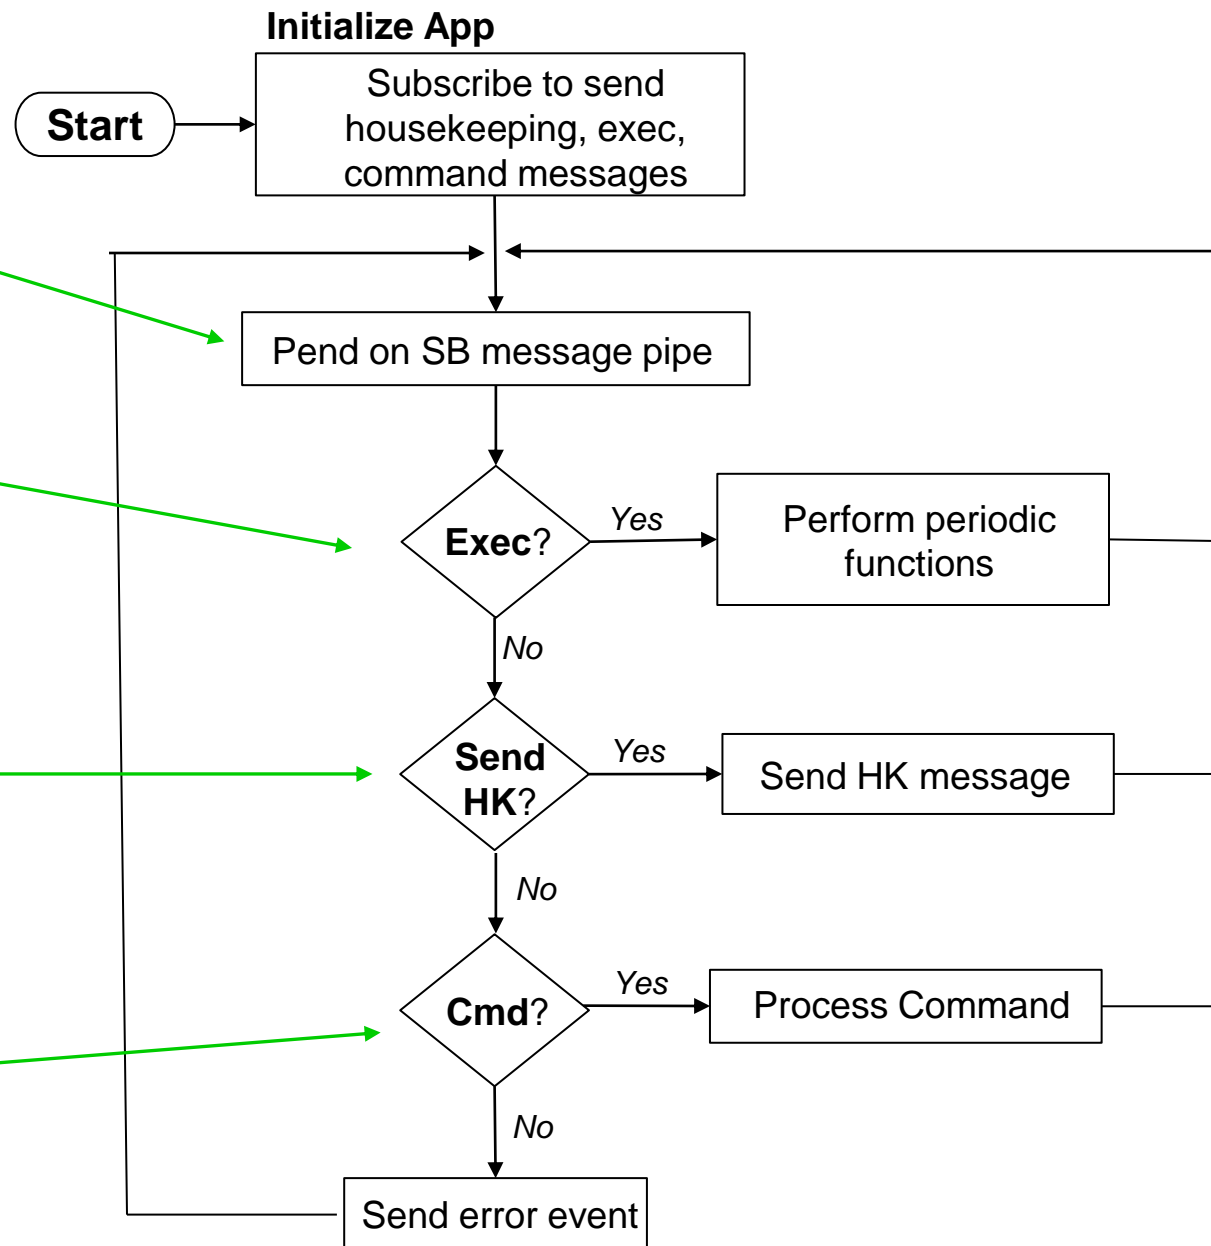 Initialize App
Start
Subscribe to send
housekeeping, exec,
command messages
Pend on SB message pipe
Exec?
Yes
Perform periodic
functions
No
Send
HK?
Yes
Send HK message
No
Cmd?
Yes
Process Command
No
Send error event